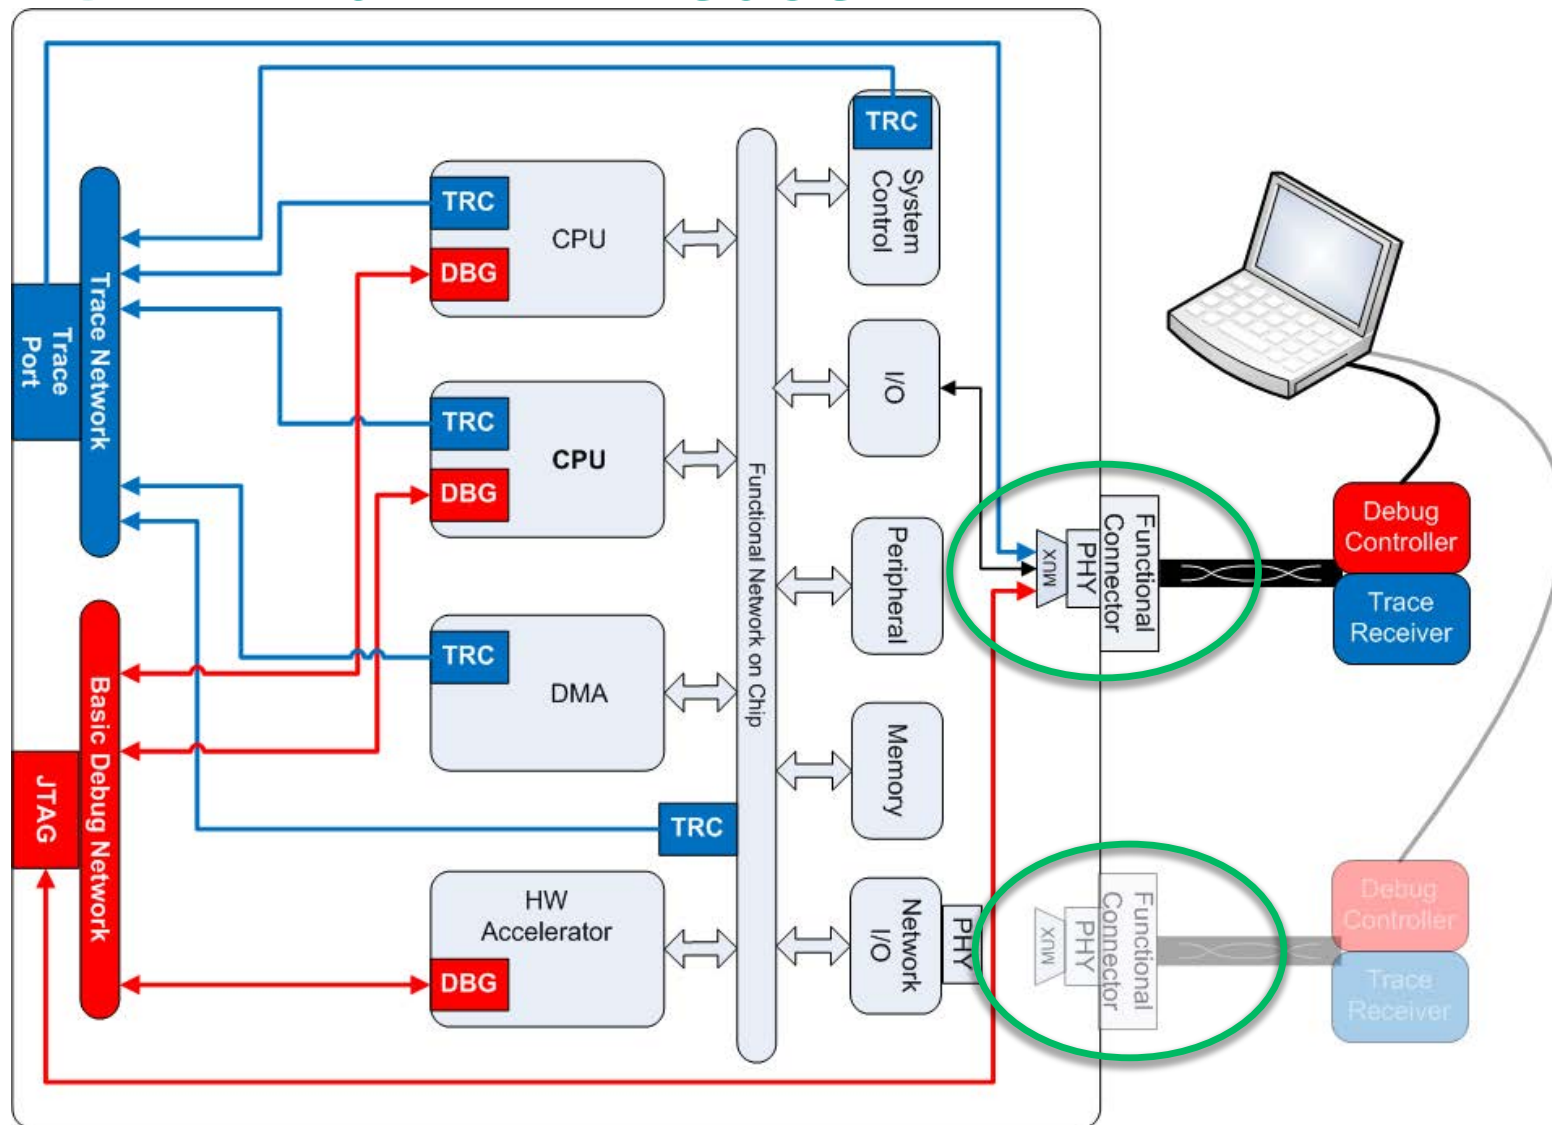 TRC
System
Control
TRC
CPU
DBG
Trace Network
Trace
Port
I/O
TRC
CPU
DBG
Functional Network on Chip
Peripheral
MUX
PHY
Functional
Connector
Debug
Controller
Trace
Receiver
TRC
DMA
Basic Debug Network
JTAG
Memory
TRC
HW
Accelerator
DBG
Network
I/O
PHY
MUX
PHY
Functional
Connector
Debug
Controller
Trace
Receiver